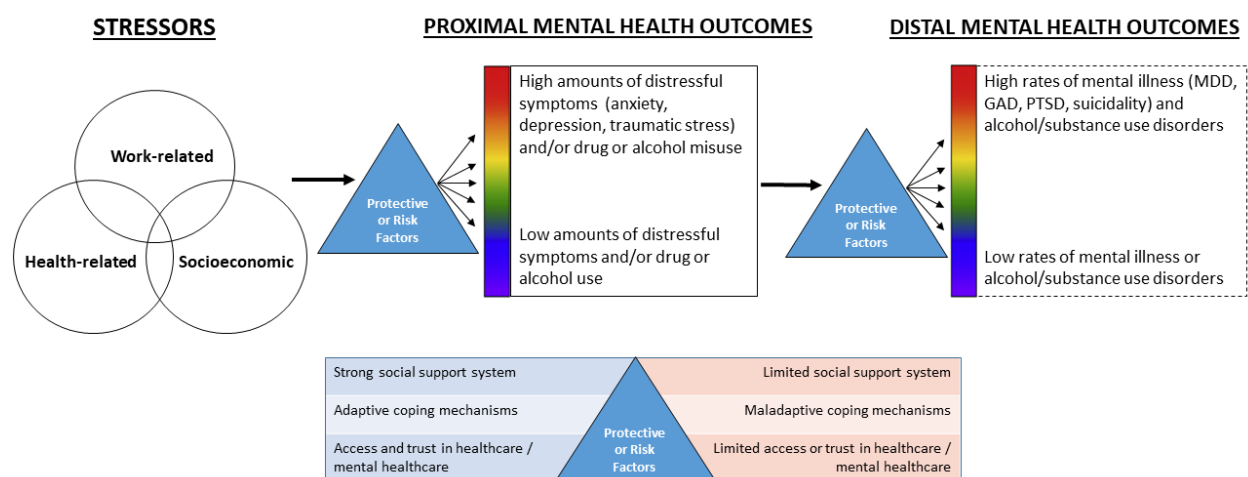 STRESSORS
PROXIMAL MENTAL HEALTH OUTCOMES
DISTAL MENTAL HEALTH OUTCOMES
Work-related
Health-related
Socioeconomic
Protective
or Risk
Factors
High amounts of distressful
symptoms (anxiety,
depression, traumatic stress)
and/or drug or alcohol misuse
Low amounts of distressful
symptoms and/or drug or
alcohol use
Protective
or Risk
Factors
High rates of mental illness (MDD,
GAD, PTSD, suicidality) and
alcohol/substance use disorders
Low rates of mental illness or
alcohol/substance use disorders
Strong social support system
Adaptive coping mechanisms
Access and trust in healthcare /
mental healthcare
Protective
or Risk
Factors
Limited social support system
Maladaptive coping mechanisms
Limited access or trust in healthcare /
mental healthcare